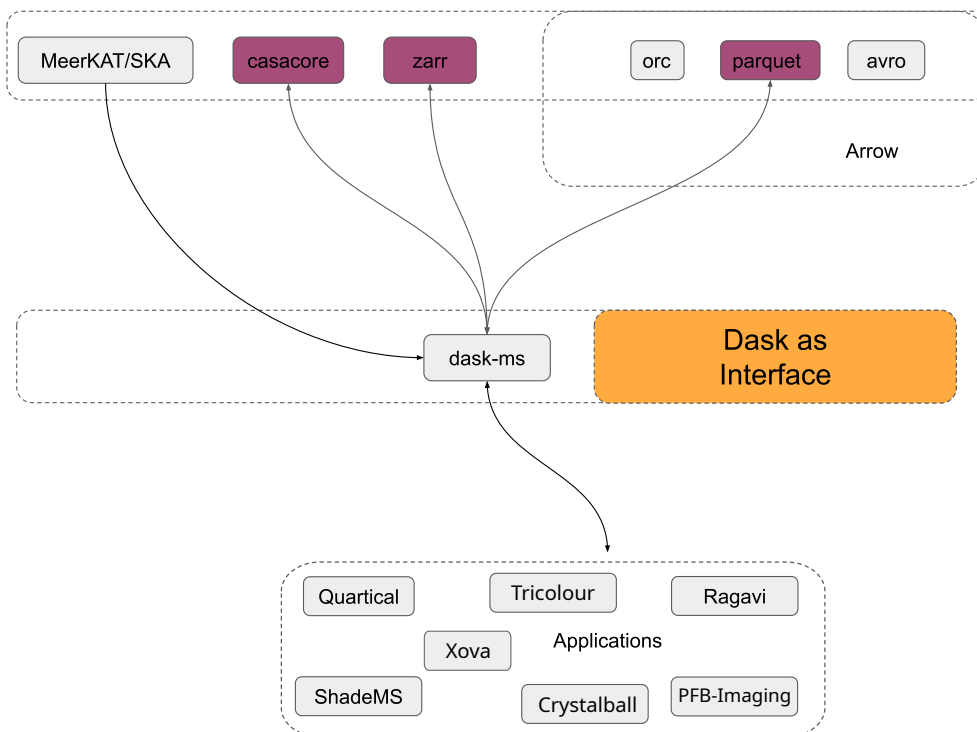 MeerKAT/SKA
casacore
zarr
orc
parquet
avro
Arrow
dask-ms
Dask as
Interface
Quartical
Tricolour
Ragavi
Xova
Applications
ShadeMS
Crystalball
PFB-Imaging